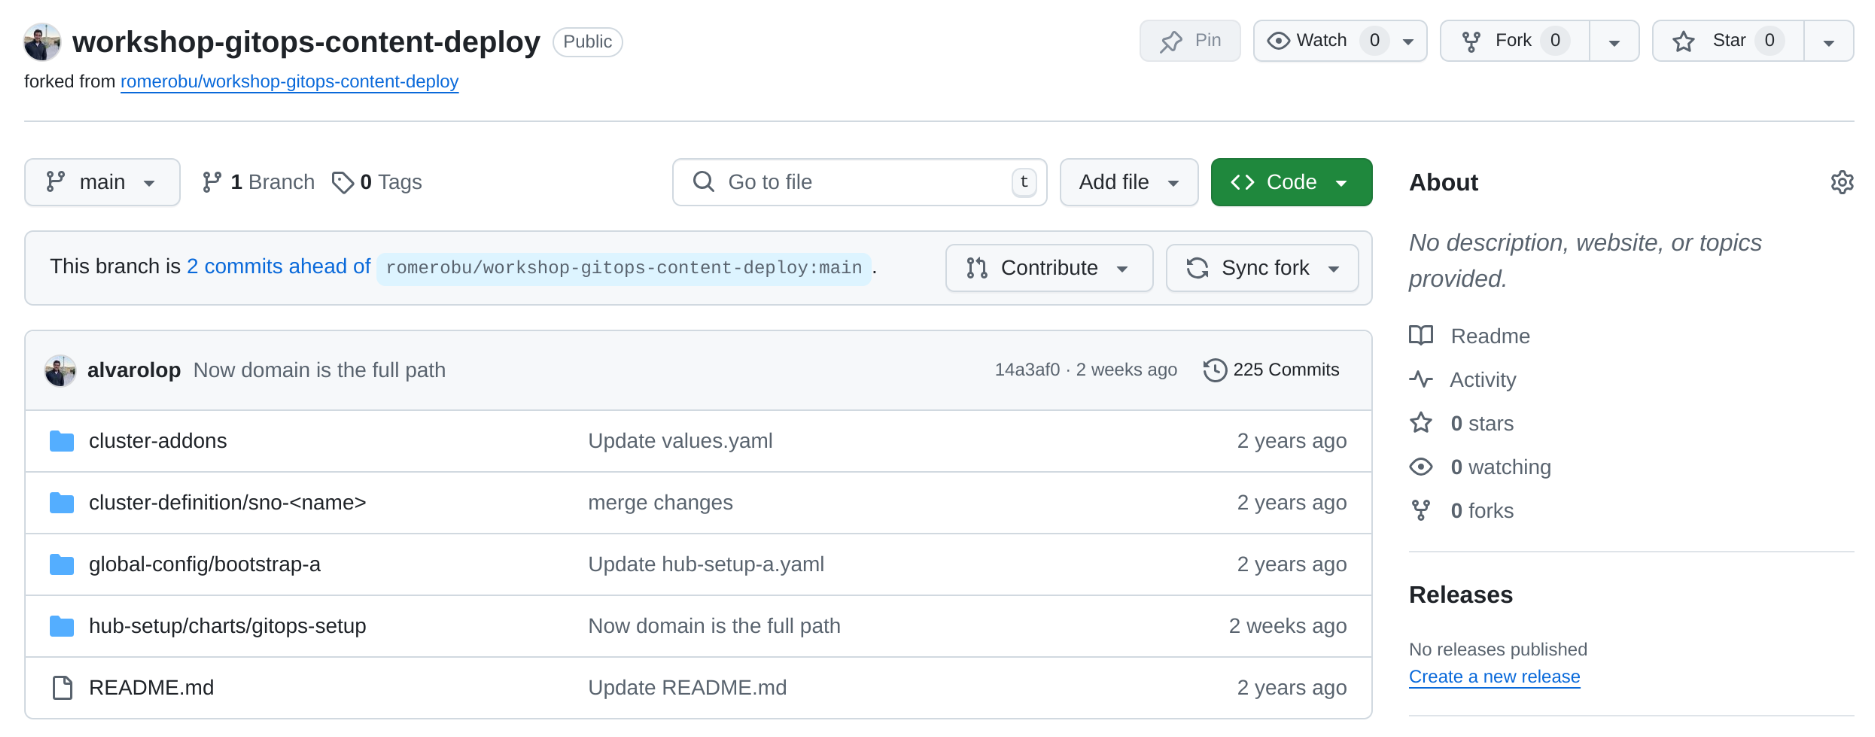 workshop-gitops-content-deploy Public
Pin
Watch 0
Fork 0
Star 0
forked from romerobu/workshop-gitops-content-deploy
main
1 Branch
0 Tags
Go to file
t
Add file
Code
This branch is 2 commits ahead of romerobu/workshop-gitops-content-deploy:main .
Contribute
Sync fork
alvarolop Now domain is the full path 14a3af0 · 2 weeks ago 225 Commits
cluster-addons Update values.yaml 2 years ago
cluster-definition/sno-<name> merge changes 2 years ago
global-config/bootstrap-a Update hub-setup-a.yaml 2 years ago
hub-setup/charts/gitops-setup Now domain is the full path 2 weeks ago
README.md Update README.md 2 years ago
About
No description, website, or topics
provided.
Readme
Activity
0 stars
0 watching
0 forks
Releases
No releases published
Create a new release